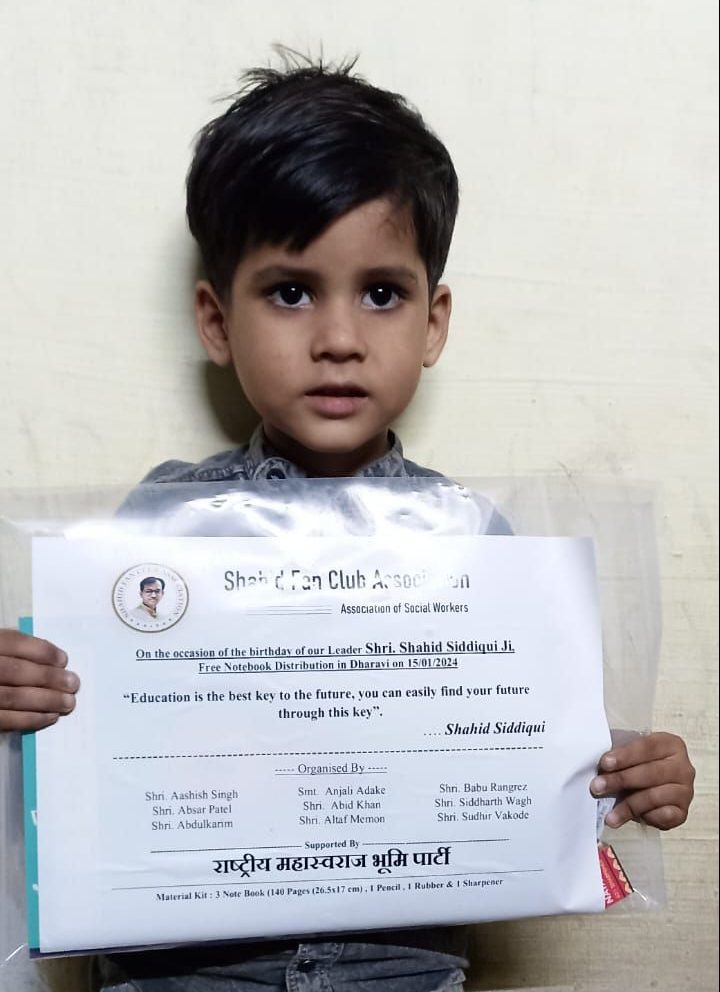 Shahid Fan Club Association
Association of Social Workers
On the occasion of the birthday of our Leader Shri. Shahid Siddiqui Ji,
Free Notebook Distribution in Dharavi on 15/01/2024
“Education is the best key to the future, you can easily find your future
through this key”.
.... Shahid Siddiqui
----- Organised By -----
Shri. Aashish Singh Smt. Anjali Adake Shri. Babu Rangrez
Shri. Absar Patel Shri. Abid Khan Shri. Siddharth Wagh
Shri. Abdulkarim Shri. Altaf Memon Shri. Sudhir Vakode
Supported By
राष्ट्रीय महास्वराज भूमि पार्टी
Material Kit : 3 Note Book (140 Pages (26.5x17 cm) , 1 Pencil , 1 Rubber & 1 Sharpener